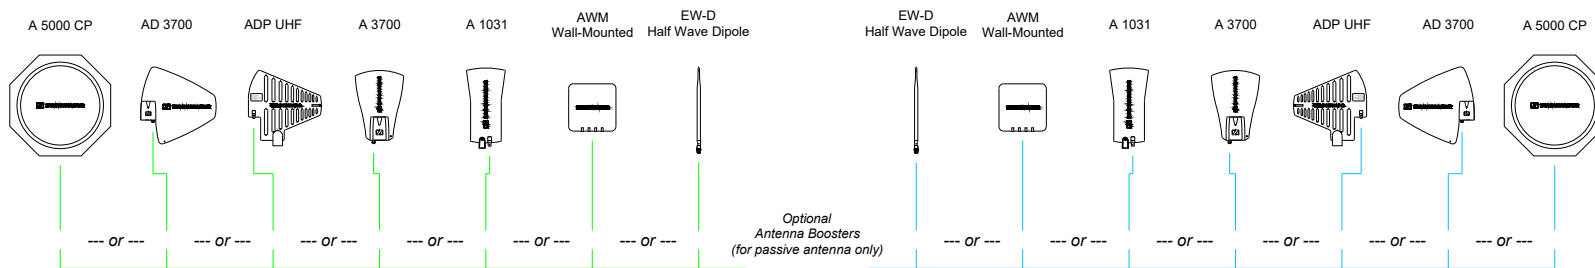 A 5000 CP
AD 3700
ADP UHF
A 3700
A 1031
AWM
Wall-Mounted
EW-D
Half Wave Dipole
EW-D
Half Wave Dipole
AWM
Wall-Mounted
A 1031
A 3700
ADP UHF
AD 3700
A 5000 CP
--- or ---
--- or ---
--- or ---
--- or ---
--- or ---
--- or ---
Optional
Antenna Boosters
(for passive antenna only)
--- or ---
--- or ---
--- or ---
--- or ---
--- or ---
--- or ---